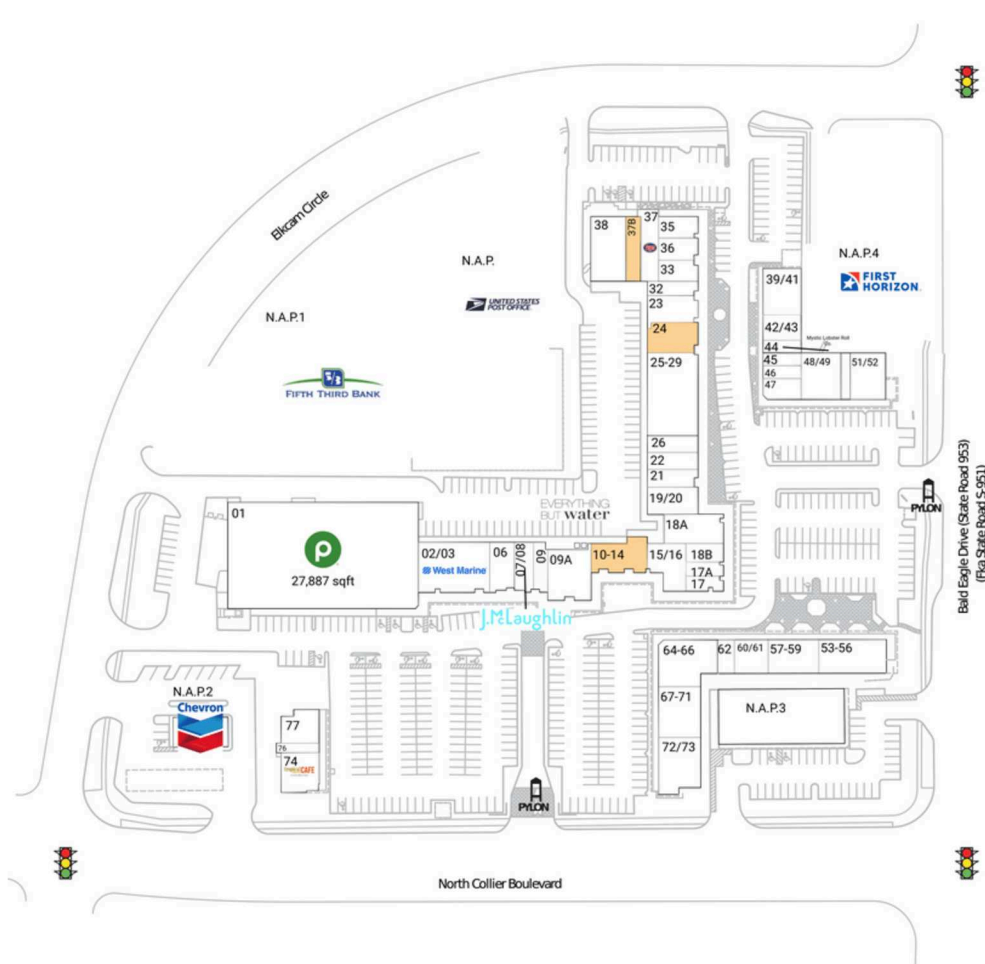 Elkcam Circle
N.A.P.
UNITED STATES
POST OFFICE
N.A.P.1
FIFTH THIRD BANK
38
37B
37
35
36
33
32
23
24
25-29
26
22
21
19/20
18A
N.A.P.4
FIRST
HORIZON
39/41
42/43
44
Mystic Lobster Roll
45
46
47
48/49
51/52
EVERYTHING
BUT water
01
27,887 sqft
02/03
West Marine
06
07/08
09
09A
10-14
15/16
18B
17A
17
J.McLaughlin
PYLON
Bald Eagle Drive (State Road 953)
(Fka State Road S-951)
64-66
62
60/61
57-59
53-56
67-71
72/73
N.A.P.3
N.A.P.2
Chevron
77
76
74
CAFE
PYLON
North Collier Boulevard